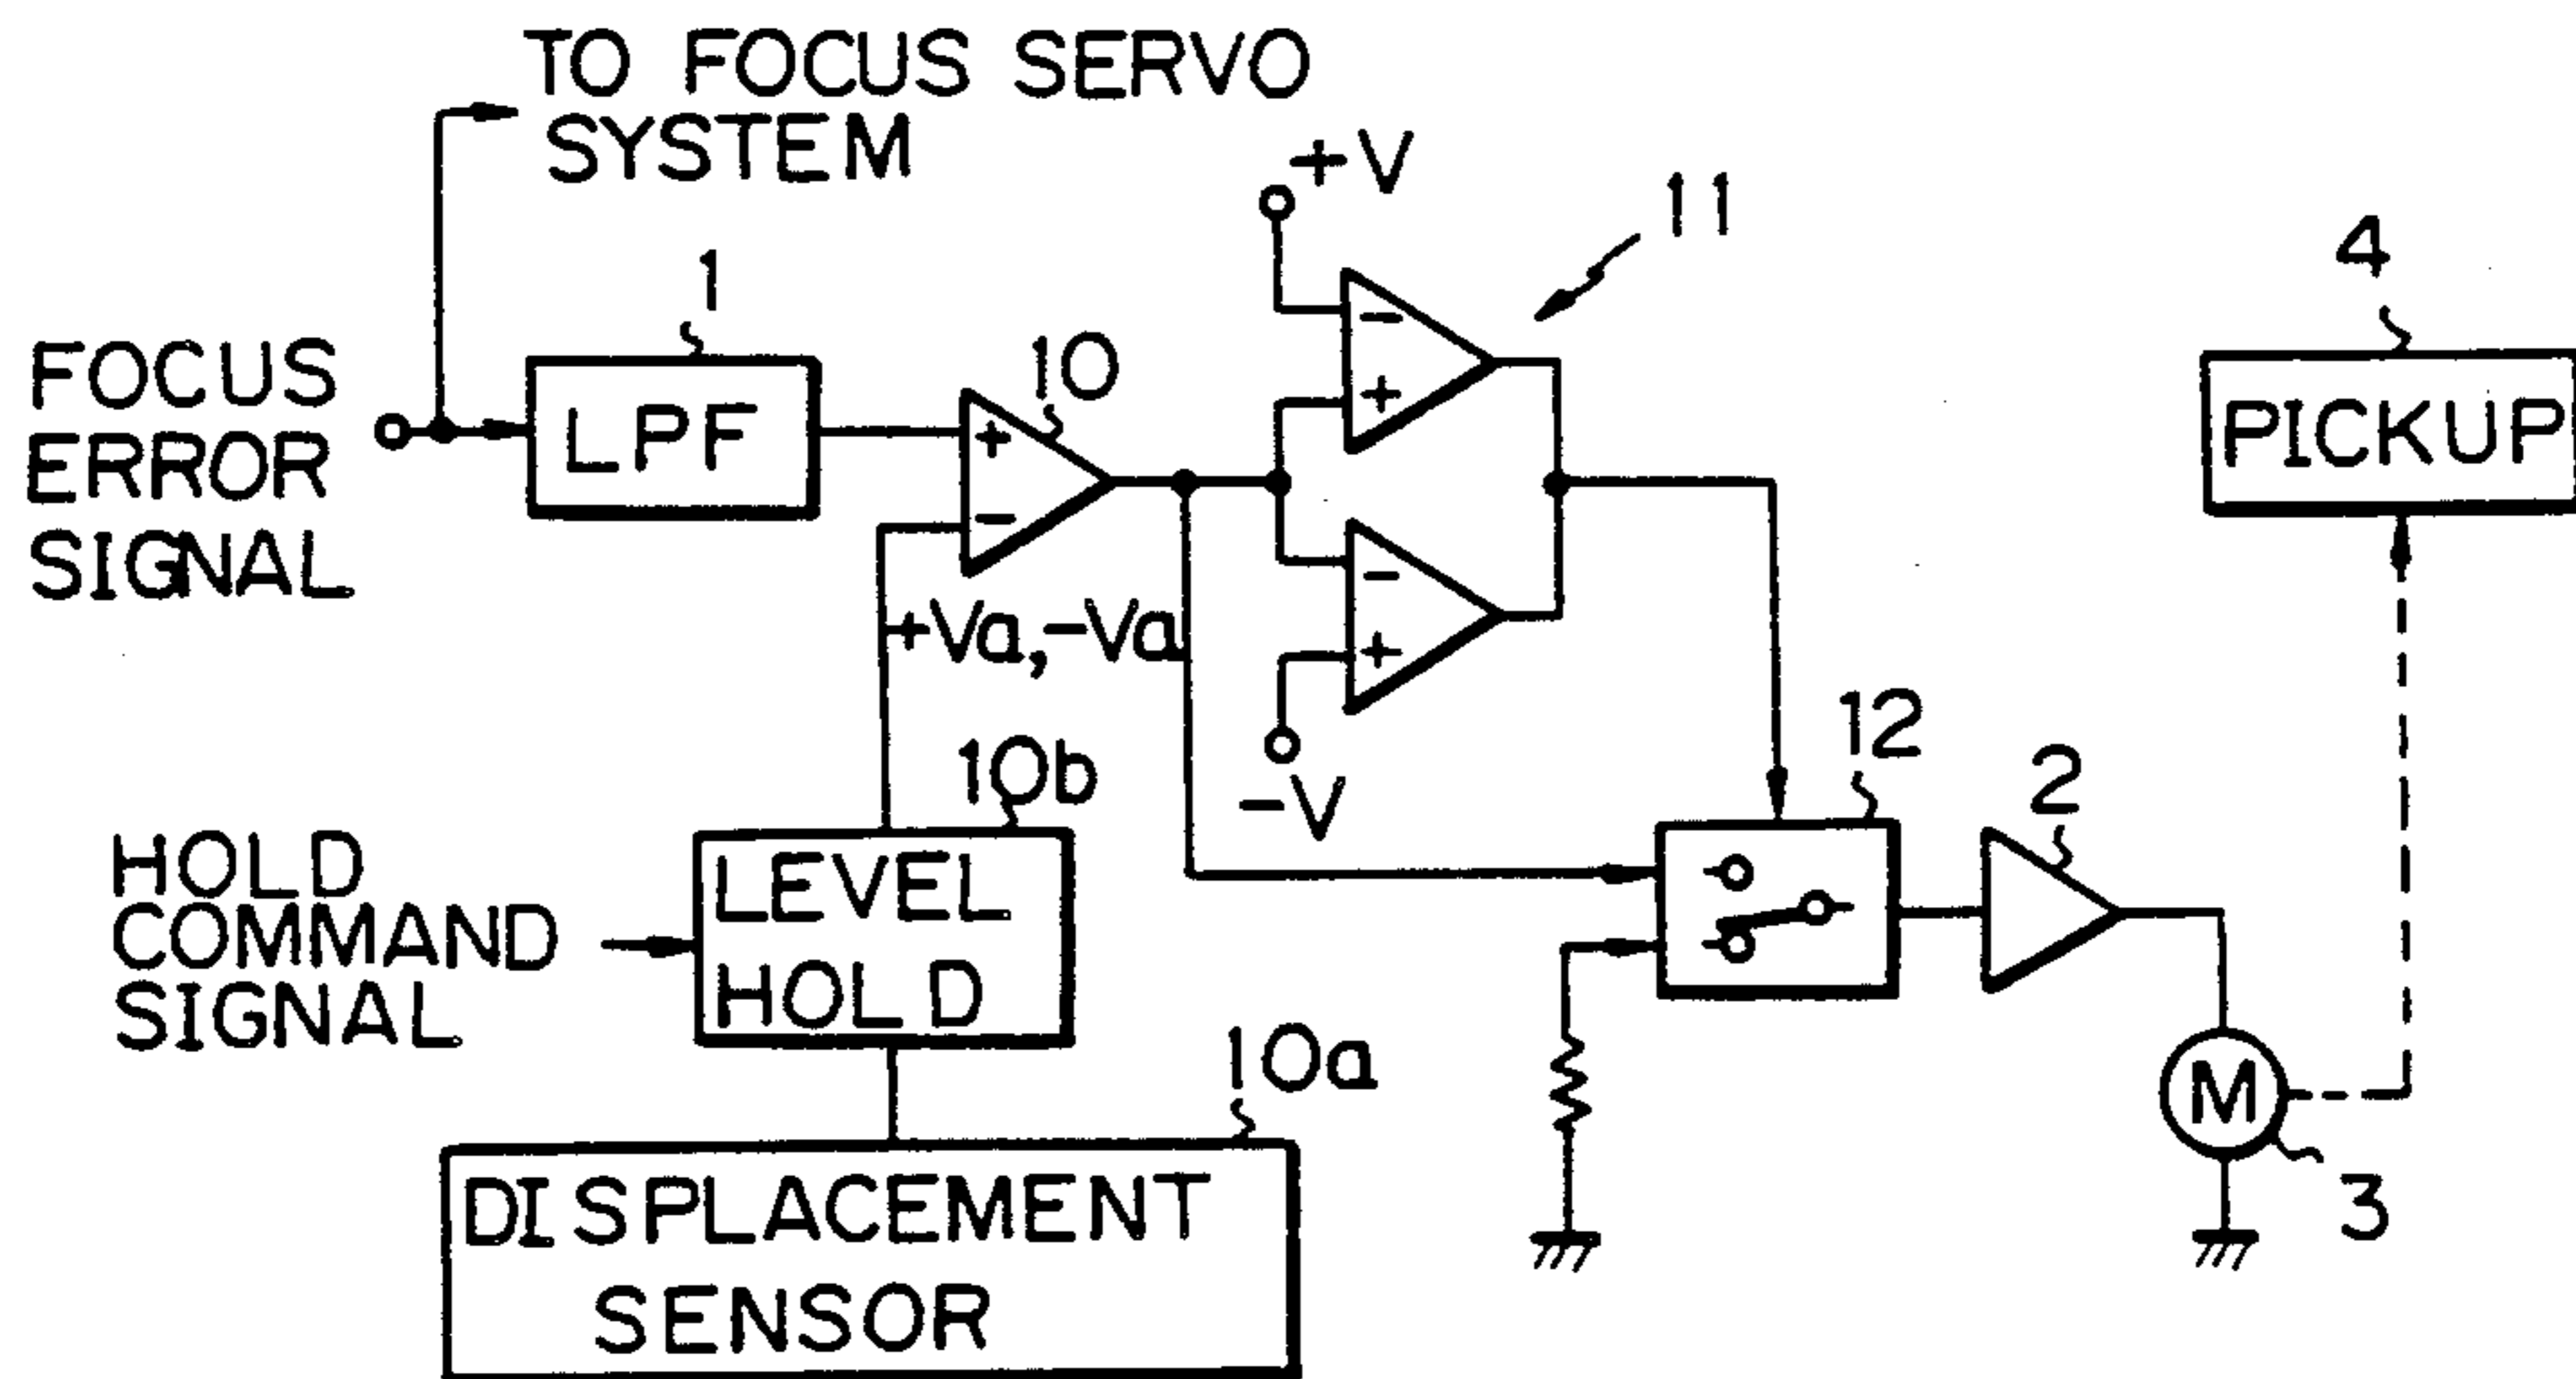 TO FOCUS SERVO
SYSTEM
+V
11
4
1
FOCUS
ERROR
SIGNAL
LPF
10
+
-
-
+
PICKUP
-
+
+Va,-Va
-V
10b
12
2
HOLD
COMMAND
SIGNAL
LEVEL
HOLD
10a
M
3
DISPLACEMENT
SENSOR